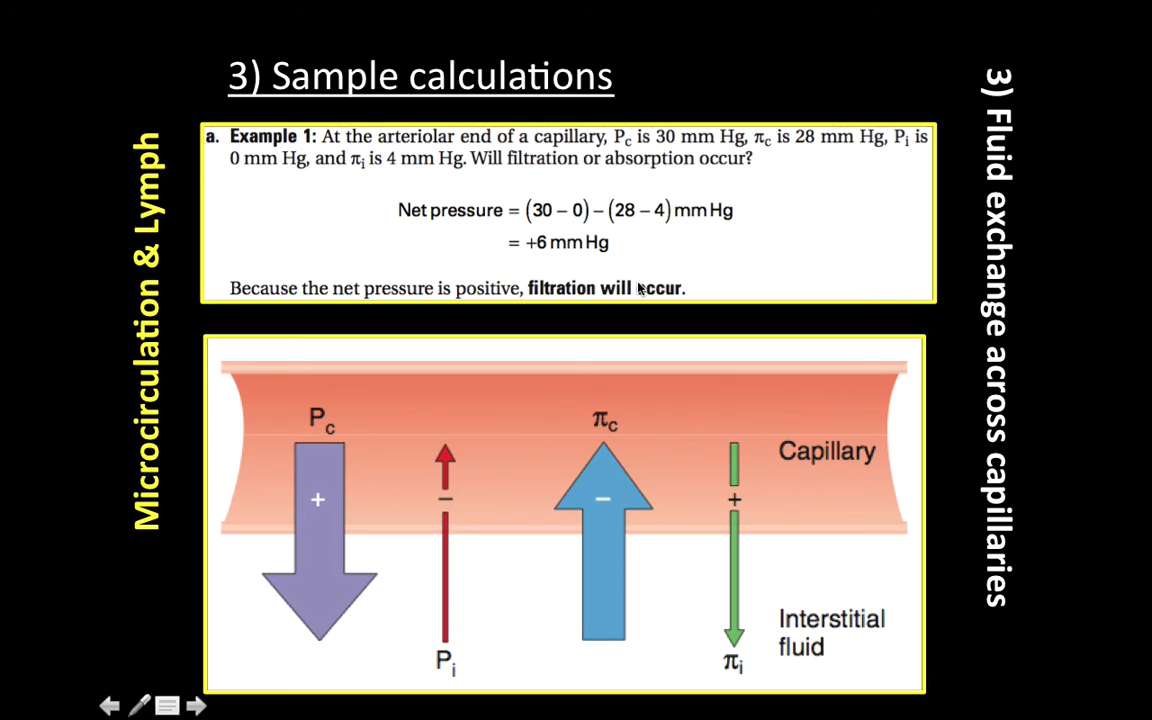 3) Sample calculations
a. Example 1: At the arteriolar end of a capillary, Pc is 30 mm Hg, πc is 28 mm Hg, Pi is
0 mm Hg, and πi is 4 mm Hg. Will filtration or absorption occur?
Net pressure = (30 – 0) – (28 – 4) mm Hg
= +6 mm Hg
Because the net pressure is positive, filtration will occur.
Microcirculation & Lymph
3) Fluid exchange across capillaries
Pc
πc
Capillary
+
–
–
+
Interstitial
fluid
Pi
πi